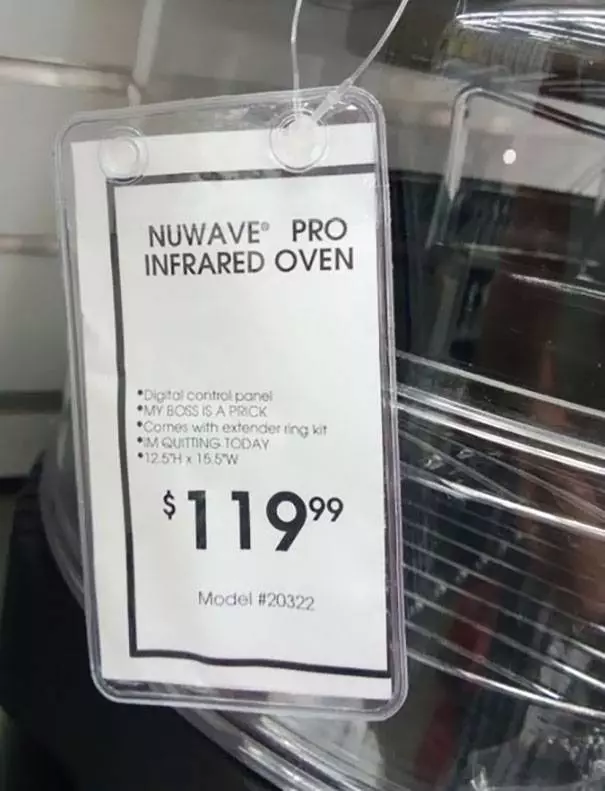 NUWAVE® PRO
INFRARED OVEN
•Digital control panel
•MY BOSS IS A PRICK
•Comes with extender ring kit
•IM QUITTING TODAY
•12.5"H x 15.5"W
$119⁹⁹
Model #20322